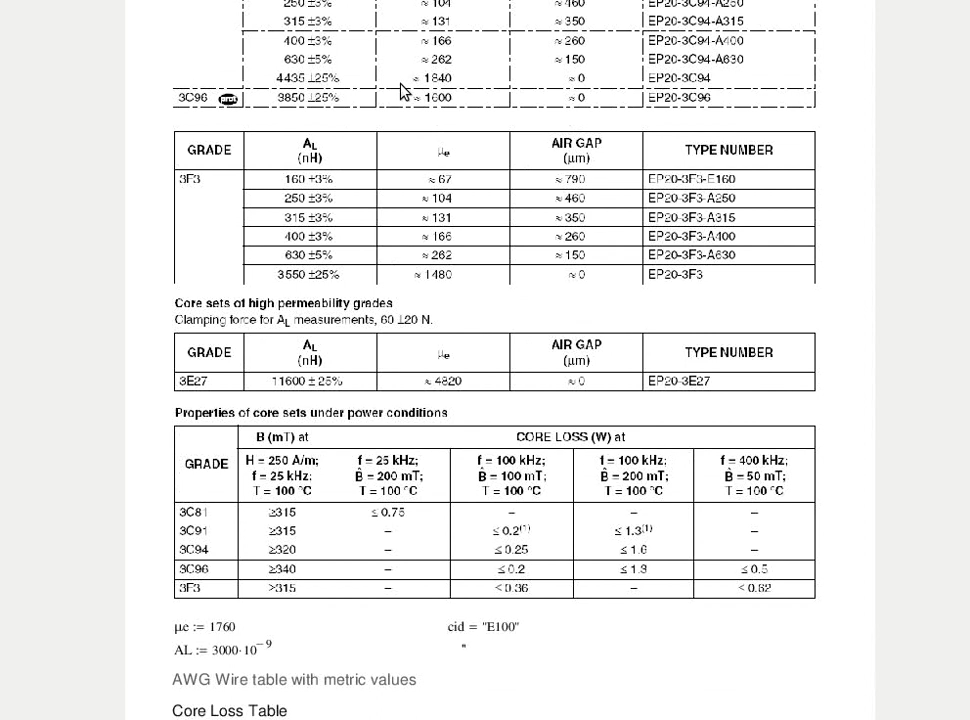 250 ±3% ≈ 104 ≈ 460 EP20-3C94-A250
315 ±3% ≈ 131 ≈ 350 EP20-3C94-A315
400 ±3% ≈ 166 ≈ 260 EP20-3C94-A400
630 ±5% ≈ 262 ≈ 150 EP20-3C94-A630
4435 ±25% ≈ 1840 ≈ 0 EP20-3C94
3C96 prot 3850 ±25% ≈ 1600 ≈ 0 EP20-3C96
GRADE AL (nH) μe AIR GAP (μm) TYPE NUMBER
3F3 160 ±3% ≈ 67 ≈ 790 EP20-3F3-E160
250 ±3% ≈ 104 ≈ 460 EP20-3F3-A250
315 ±3% ≈ 131 ≈ 350 EP20-3F3-A315
400 ±3% ≈ 166 ≈ 260 EP20-3F3-A400
630 ±5% ≈ 262 ≈ 150 EP20-3F3-A630
3550 ±25% ≈ 1480 ≈ 0 EP20-3F3
Core sets of high permeability grades
Clamping force for AL measurements, 60 ±20 N.
GRADE AL (nH) μe AIR GAP (μm) TYPE NUMBER
3E27 11600 ± 25% ≈ 4820 ≈ 0 EP20-3E27
Properties of core sets under power conditions
B (mT) at CORE LOSS (W) at
GRADE
H = 250 A/m; f = 25 kHz; f = 100 kHz; f = 100 kHz; f = 400 kHz;
f = 25 kHz; B̂ = 200 mT; B̂ = 100 mT; B̂ = 200 mT; B̂ = 50 mT;
T = 100 °C T = 100 °C T = 100 °C T = 100 °C T = 100 °C
3C81 ≥315 ≤ 0.75 – – –
3C91 ≥315 – ≤ 0.2(1) ≤ 1.3(1) –
3C94 ≥320 – ≤ 0.25 ≤ 1.6 –
3C96 ≥340 – ≤ 0.2 ≤ 1.3 ≤ 0.5
3F3 ≥315 – ≤ 0.36 – ≤ 0.62
μe := 1760 cid = "E100"
AL := 3000·10⁻⁹ "
AWG Wire table with metric values
Core Loss Table